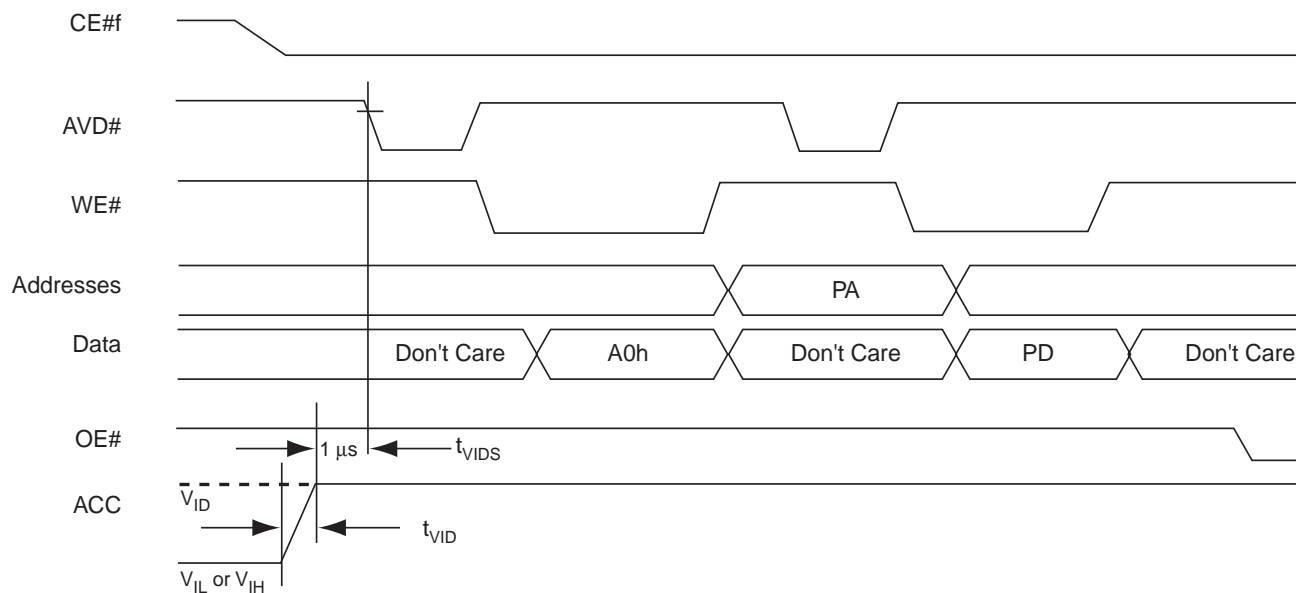 CE#f
AVD#
WE#
Addresses
PA
Data
Don't Care
A0h
Don't Care
PD
Don't Care
OE#
1 μs
tVIDS
ACC
VID
tVID
VIL or VIH